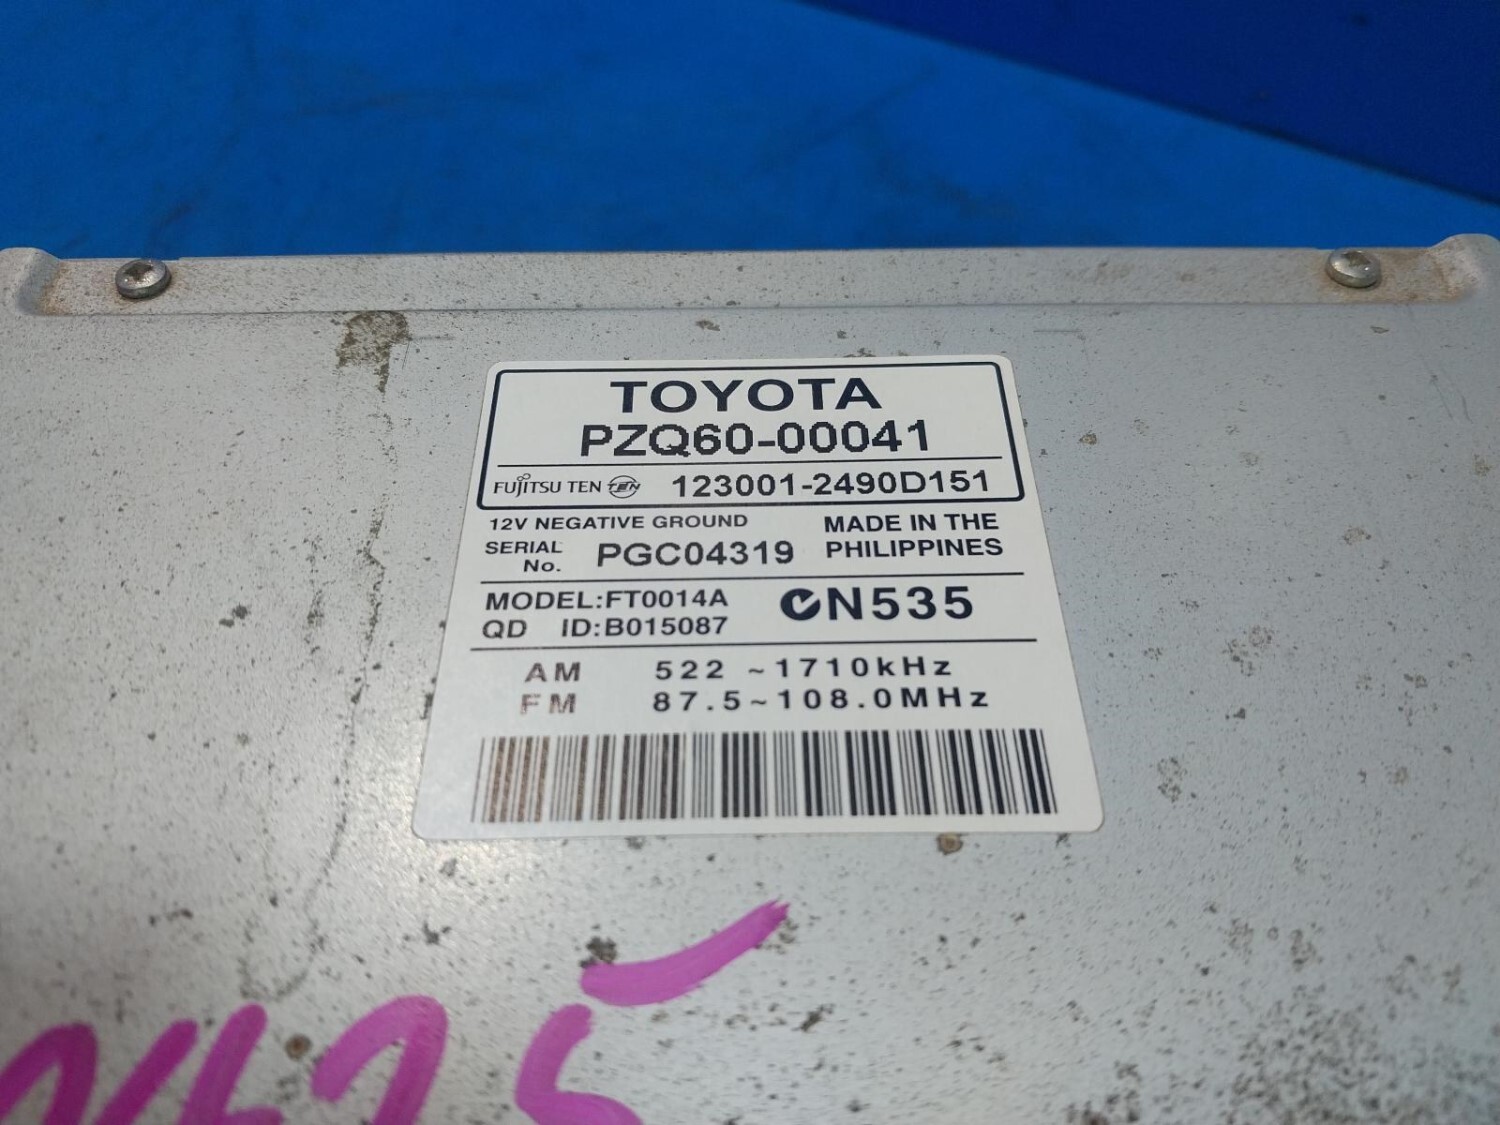 TOYOTA
PZQ60-00041
FUJITSU TEN TEN 123001-2490D151
12V NEGATIVE GROUND
MADE IN THE
PHILIPPINES
SERIAL
No. PGC04319
MODEL:FT0014A
QD ID:B015087
N535
AM 522 ~1710kHz
FM 87.5~108.0MHz